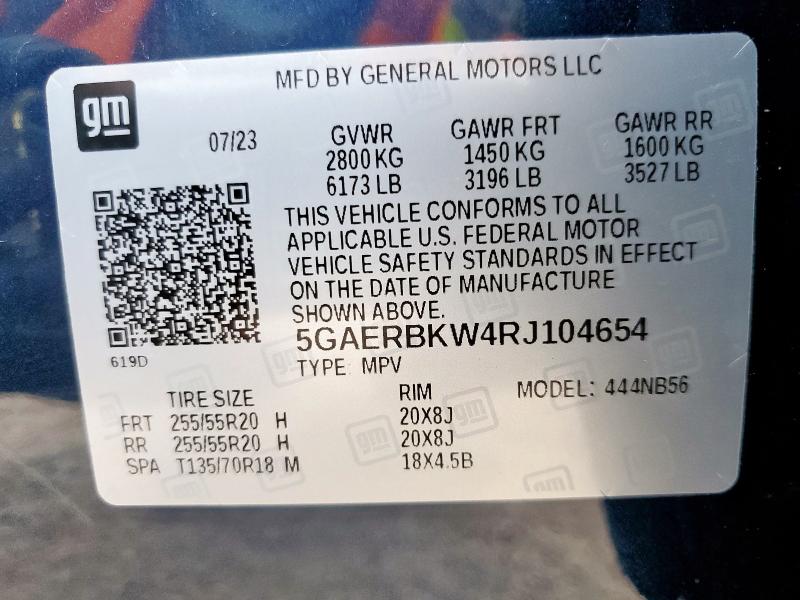 MFD BY GENERAL MOTORS LLC
gm
07/23
GVWR GAWR FRT GAWR RR
2800 KG 1450 KG 1600 KG
6173 LB 3196 LB 3527 LB
THIS VEHICLE CONFORMS TO ALL
APPLICABLE U.S. FEDERAL MOTOR
VEHICLE SAFETY STANDARDS IN EFFECT
ON THE DATE OF MANUFACTURE
SHOWN ABOVE.
5GAERBKW4RJ104654
619D
TYPE: MPV
TIRE SIZE RIM MODEL: 444NB56
FRT 255/55R20 H 20X8J
RR 255/55R20 H 20X8J
SPA T135/70R18 M 18X4.5B